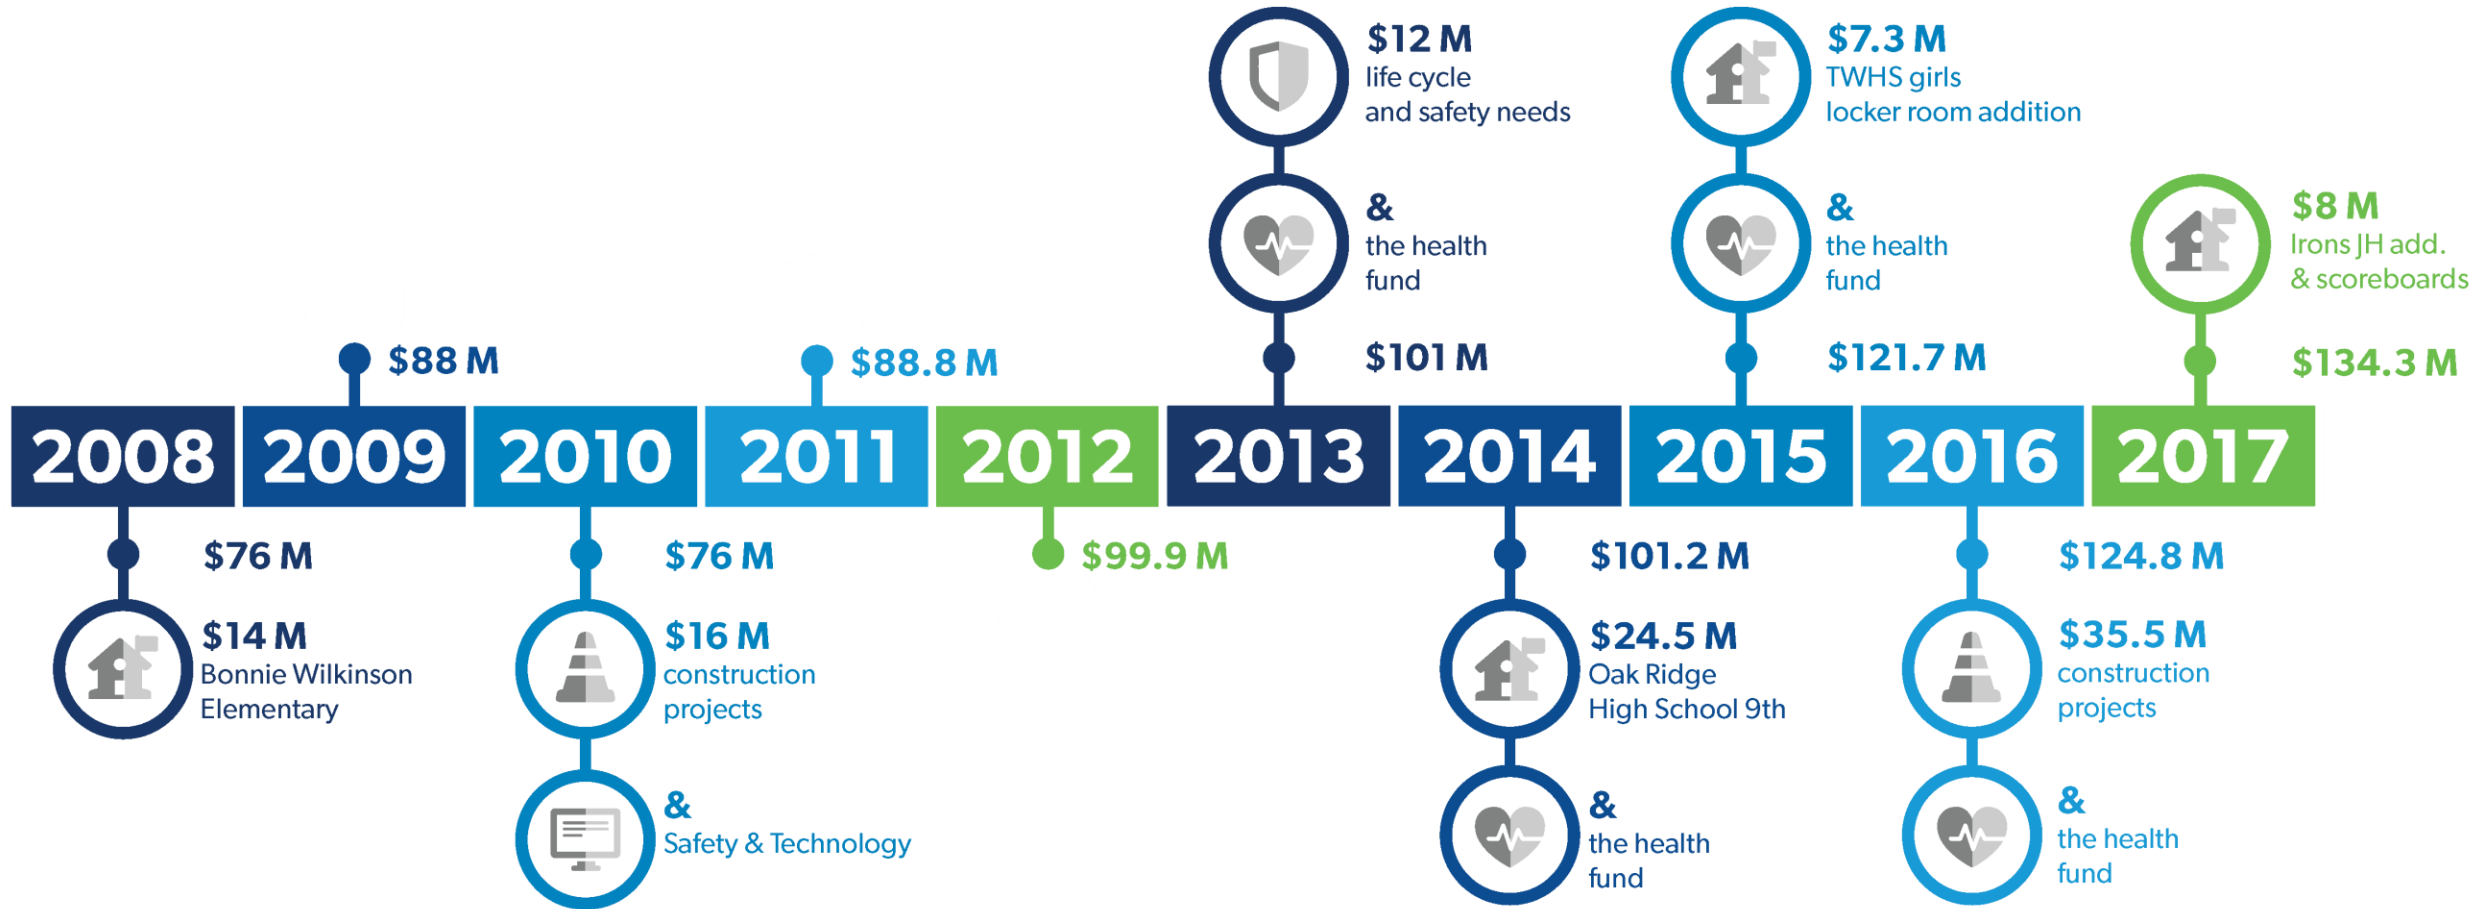 $12 M
life cycle
and safety needs
&
the health
fund
$101 M
$7.3 M
TWHS girls
locker room addition
&
the health
fund
$121.7 M
$8 M
Irons JH add.
& scoreboards
$134.3 M
$88 M
$88.8 M
2008 2009 2010 2011 2012 2013 2014 2015 2016 2017
$76 M
$14 M
Bonnie Wilkinson
Elementary
$76 M
$16 M
construction
projects
&
Safety & Technology
$99.9 M
$101.2 M
$24.5 M
Oak Ridge
High School 9th
&
the health
fund
$124.8 M
$35.5 M
construction
projects
&
the health
fund